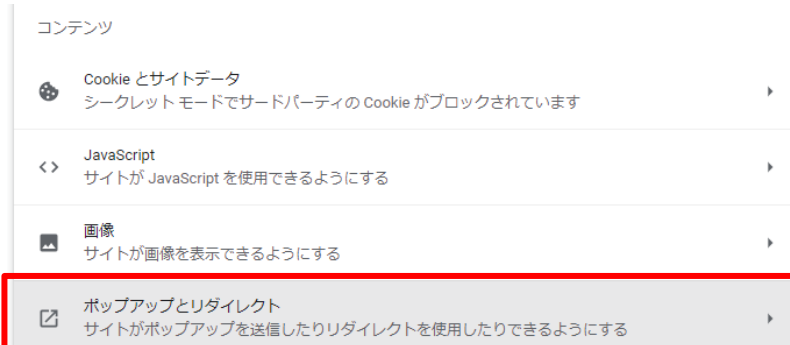 コンテンツ
Cookie とサイトデータ
シークレット モードでサードパーティの Cookie がブロックされています
JavaScript
サイトが JavaScript を使用できるようにする
画像
サイトが画像を表示できるようにする
ポップアップとリダイレクト
サイトがポップアップを送信したりリダイレクトを使用したりできるようにする